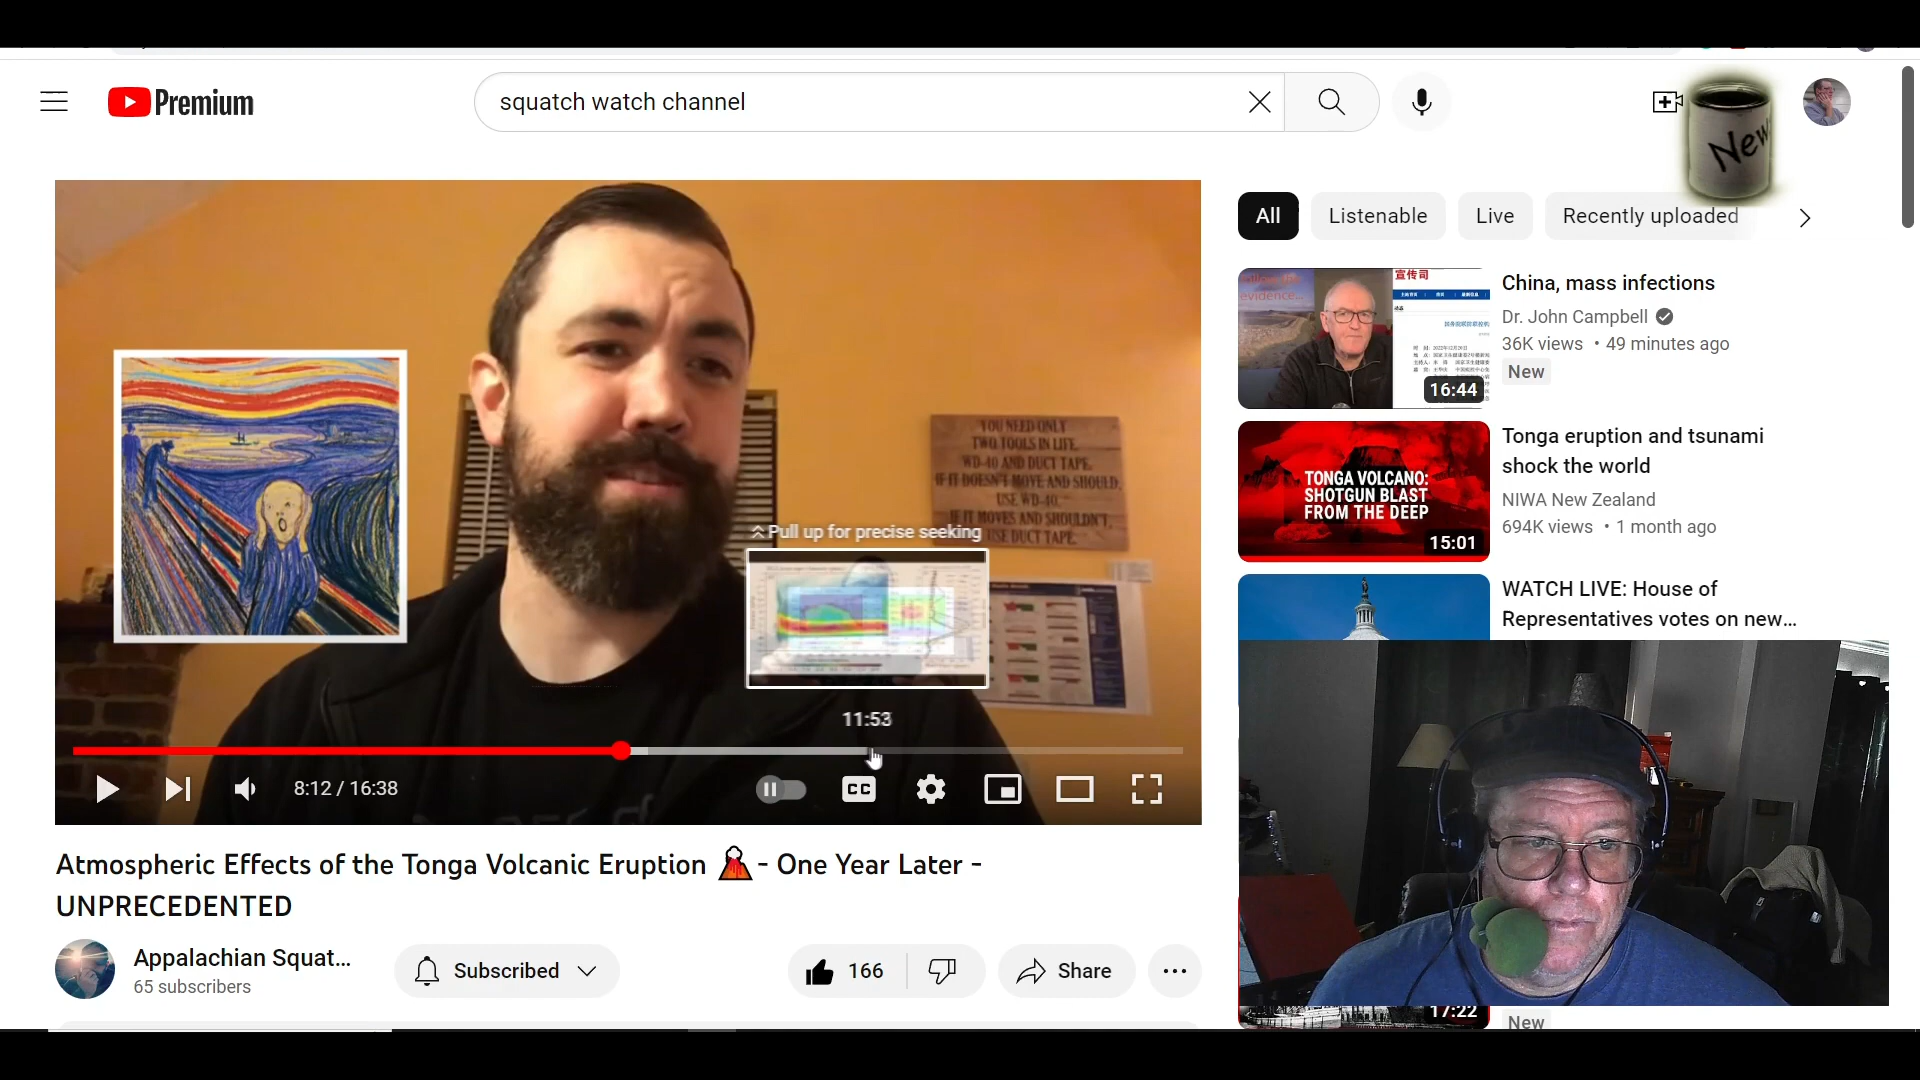 Premium
squatch watch channel
New
All
Listenable
Live
Recently uploaded
YOU NEED ONLY
TWO TOOLS IN LIFE.
WD-40 AND DUCT TAPE.
IF IT DOESN'T MOVE AND SHOULD,
USE WD-40.
IF IT MOVES AND SHOULDN'T,
USE DUCT TAPE.
Pull up for precise seeking
11:53
8:12 / 16:38
CC
Atmospheric Effects of the Tonga Volcanic Eruption 🌋 - One Year Later -
UNPRECEDENTED
Appalachian Squat...
65 subscribers
Subscribed
166
Share
evidence...
宣传司
16:44
China, mass infections
Dr. John Campbell
36K views • 49 minutes ago
New
TONGA VOLCANO:
SHOTGUN BLAST
FROM THE DEEP
15:01
Tonga eruption and tsunami
shock the world
NIWA New Zealand
694K views • 1 month ago
WATCH LIVE: House of
Representatives votes on new...
17:22
New